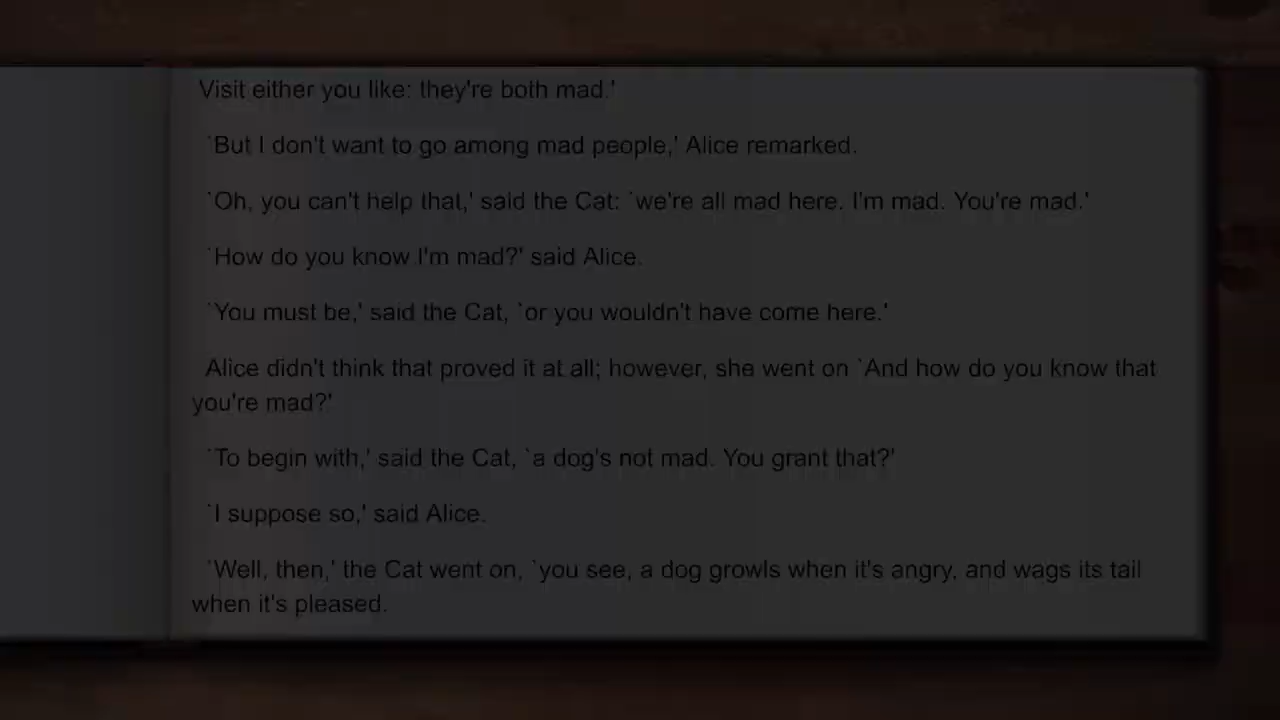 Visit either you like: they're both mad.'
`But I don't want to go among mad people,' Alice remarked.
`Oh, you can't help that,' said the Cat: `we're all mad here. I'm mad. You're mad.'
`How do you know I'm mad?' said Alice.
`You must be,' said the Cat, `or you wouldn't have come here.'
Alice didn't think that proved it at all; however, she went on `And how do you know that
you're mad?'
`To begin with,' said the Cat, `a dog's not mad. You grant that?'
`I suppose so,' said Alice.
`Well, then,' the Cat went on, `you see, a dog growls when it's angry, and wags its tail
when it's pleased.